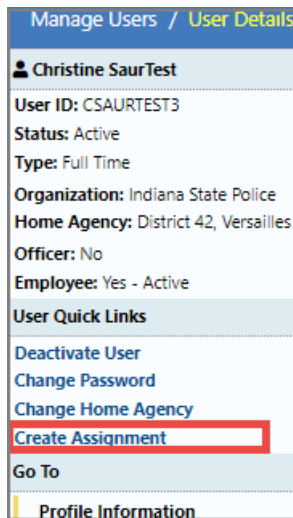 Manage Users / User Details
Christine SaurTest
User ID: CSAURTEST3
Status: Active
Type: Full Time
Organization: Indiana State Police
Home Agency: District 42, Versailles
Officer: No
Employee: Yes - Active
User Quick Links
Deactivate User
Change Password
Change Home Agency
Create Assignment
Go To
Profile Information